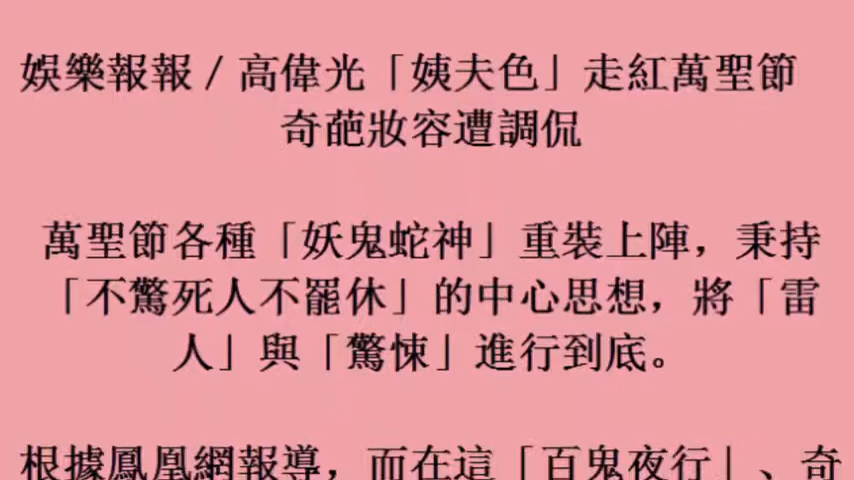 娛樂報報／高偉光「姨夫色」走紅萬聖節
奇葩妝容遭調侃
萬聖節各種「妖鬼蛇神」重裝上陣，秉持
「不驚死人不罷休」的中心思想，將「雷
人」與「驚悚」進行到底。
根據鳳凰網報導，而在這「百鬼夜行」、奇